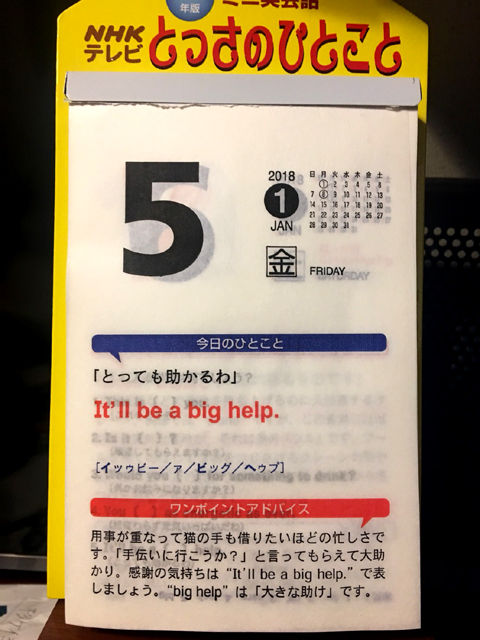 年版
ミニ英会話
NHK
テレビ とっさのひとこと
5
2018
1
JAN
日 月 火 水 木 金 土
1 2 3 4 5 6
7 8 9 10 11 12 13
14 15 16 17 18 19 20
21 22 23 24 25 26 27
28 29 30 31
金 FRIDAY
今日のひとこと
「とっても助かるわ」
It'll be a big help.
[イッゥビー／ァ／ビッグ／ヘゥプ]
ワンポイントアドバイス
用事が重なって猫の手も借りたいほどの忙しさで
す。「手伝いに行こうか？」と言ってもらえて大助
かり。感謝の気持ちは "It'll be a big help." で表
しましょう。"big help" は「大きな助け」です。